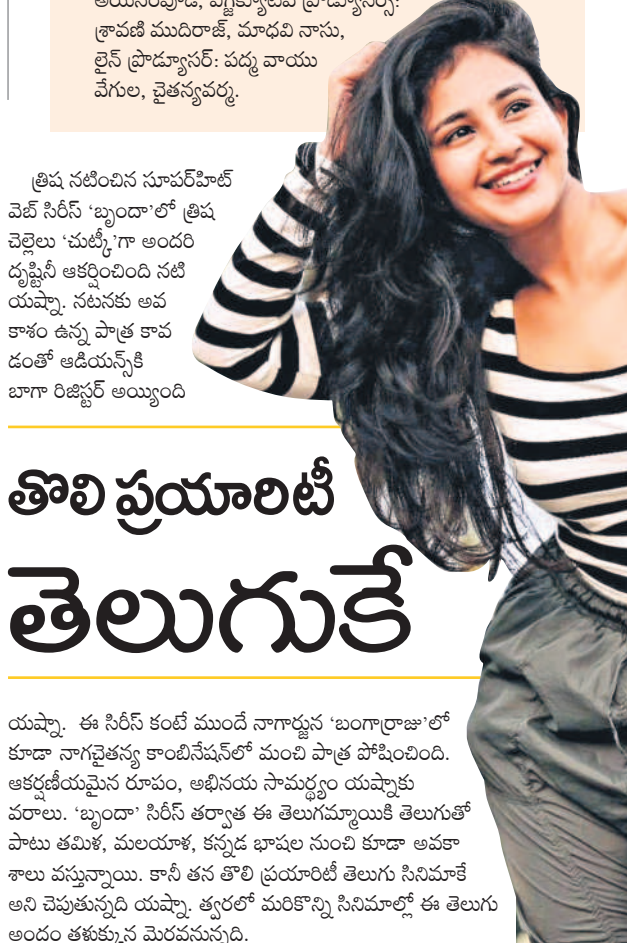 శ్రావణి ముదిరాజ్, మాధవి నాసు,
లైన్ ప్రొడ్యూసర్: పద్మ వాయు
వేగుల, చైతన్యవర్మ.
త్రిష నటించిన సూపర్‌హిట్
వెబ్ సిరీస్ ‘బృందా’లో త్రిష
చెల్లెలు ‘చుట్కీ’గా అందరి
దృష్టినీ ఆకర్షించింది నటి
యష్నా. నటనకు అవ
కాశం ఉన్న పాత్ర కావ
డంతో ఆడియన్స్‌కి
బాగా రిజిస్టర్ అయ్యింది
తొలి ప్రయారిటీ
తెలుగుకే
యష్నా. ఈ సిరీస్ కంటే ముందే నాగార్జున ‘బంగార్రాజు’లో
కూడా నాగచైతన్య కాంబినేషన్‌లో మంచి పాత్ర పోషించింది.
ఆకర్షణీయమైన రూపం, అభినయ సామర్థ్యం యష్నాకు
వరాలు. ‘బృందా’ సిరీస్ తర్వాత ఈ తెలుగమ్మాయికి తెలుగుతో
పాటు తమిళ, మలయాళ, కన్నడ భాషల నుంచి కూడా అవకా
శాలు వస్తున్నాయి. కానీ తన తొలి ప్రయారిటీ తెలుగు సినిమాకే
అని చెపుతున్నది యష్నా. త్వరలో మరికొన్ని సినిమాల్లో ఈ తెలుగు
అందం తళుక్కున మెరవనున్నది.